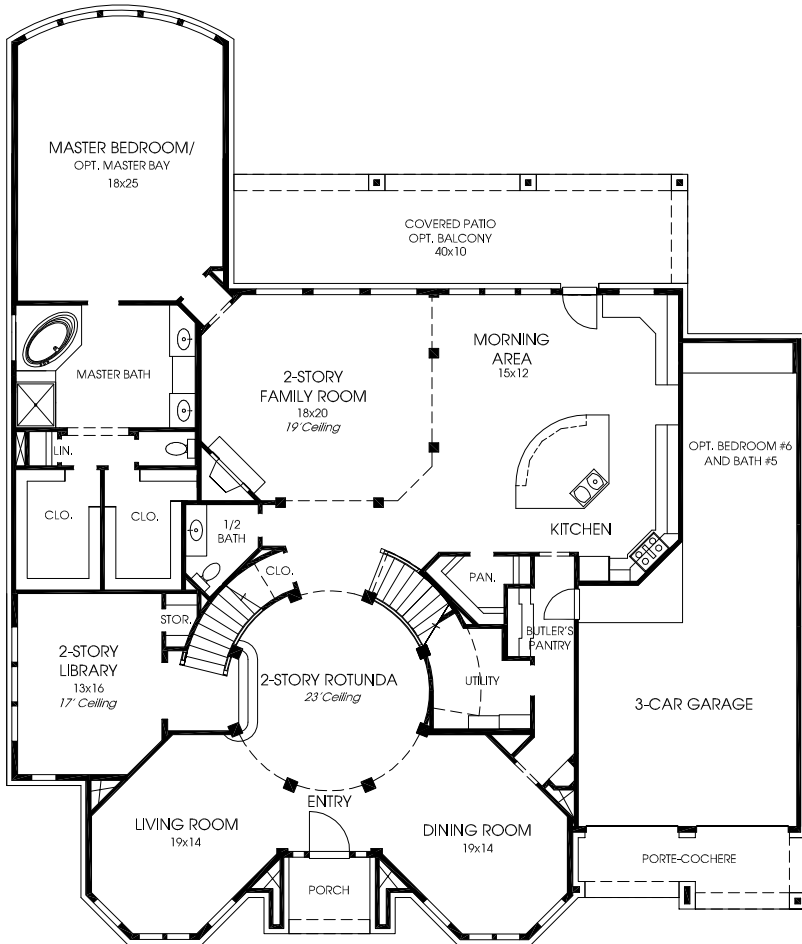 MASTER BEDROOM/
OPT. MASTER BAY
18x25
COVERED PATIO
OPT. BALCONY
40x10
MORNING
AREA
15x12
MASTER BATH
2-STORY
FAMILY ROOM
18x20
19'Ceiling
OPT. BEDROOM #6
AND BATH #5
LIN.
CLO.
CLO.
1/2
BATH
KITCHEN
CLO.
PAN.
STOR.
BUTLER'S
PANTRY
2-STORY
LIBRARY
13x16
17' Ceiling
2-STORY ROTUNDA
23'Ceiling
UTILITY
3-CAR GARAGE
ENTRY
LIVING ROOM
19x14
DINING ROOM
19x14
PORTE-COCHERE
PORCH